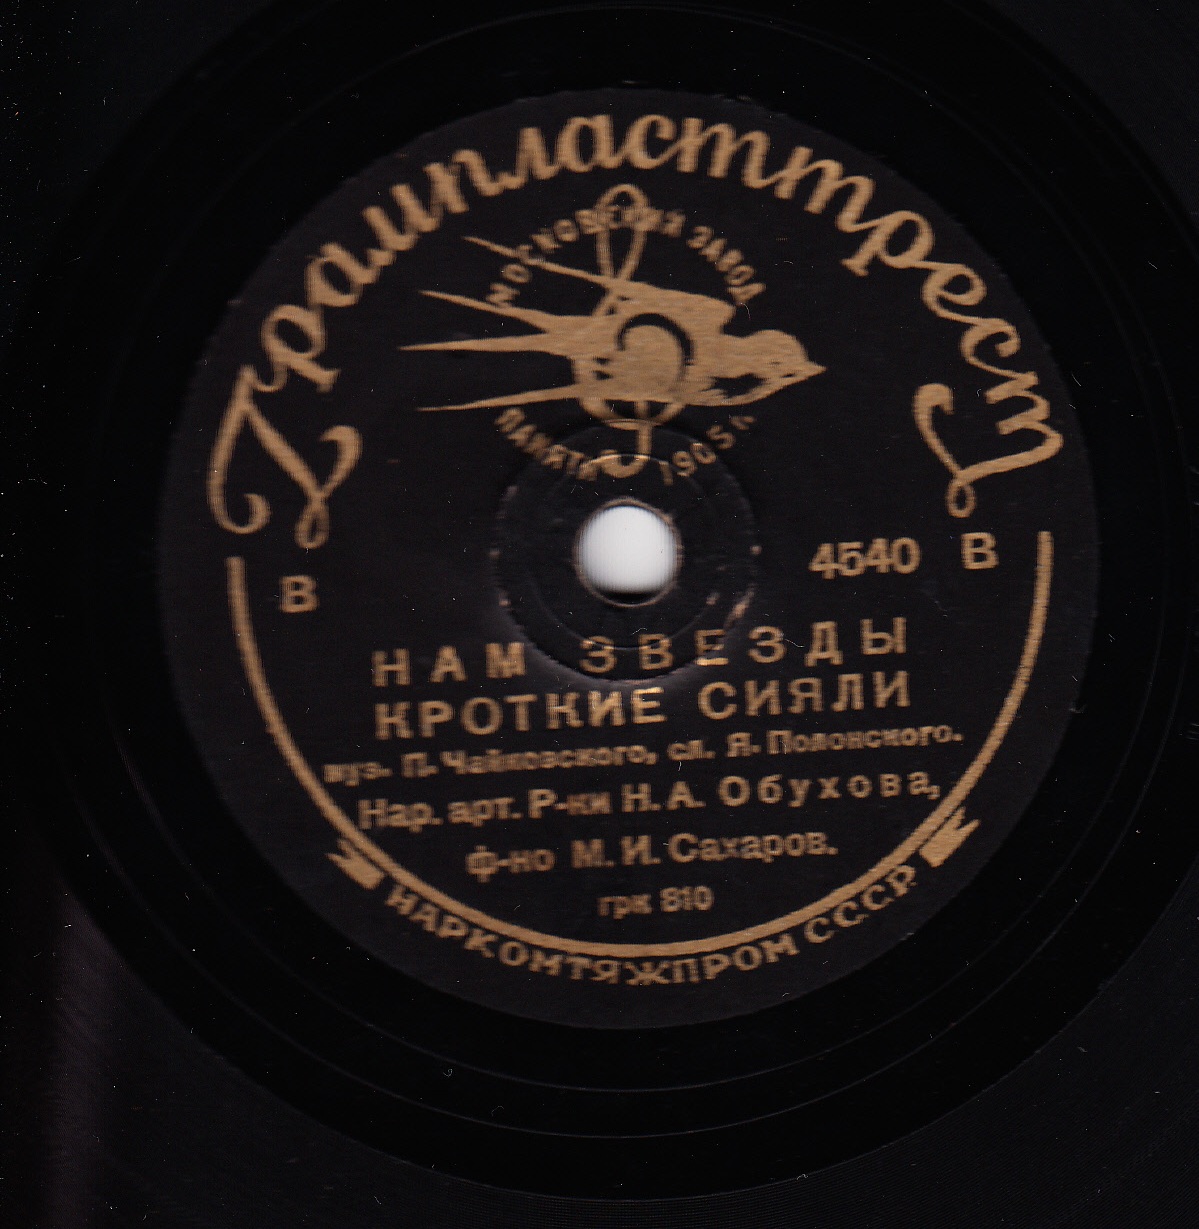 Грампласттрест
МОСКОВСКИЙ ЗАВОД
ПАМЯТИ 1905 г.
В 4540 В
НАМ ЗВЕЗДЫ
КРОТКИЕ СИЯЛИ
муз. П. Чайковского, сл. Я. Полонского.
Нар. арт. Р-ки Н. А. Обухова,
ф-но М. И. Сахаров.
грк 810
НАРКОМТЯЖПРОМ СССР